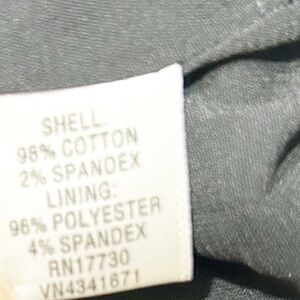 SHELL:
98% COTTON
2% SPANDEX
LINING:
96% POLYESTER
4% SPANDEX
RN17730
VN4341671